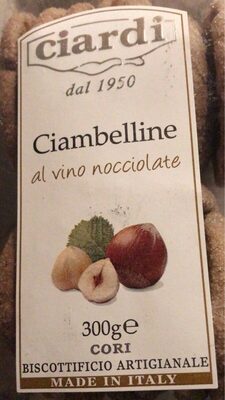 ciardi
dal 1950
Ciambelline
al vino nocciolate
300g℮
CORI
BISCOTTIFICIO ARTIGIANALE
MADE IN ITALY